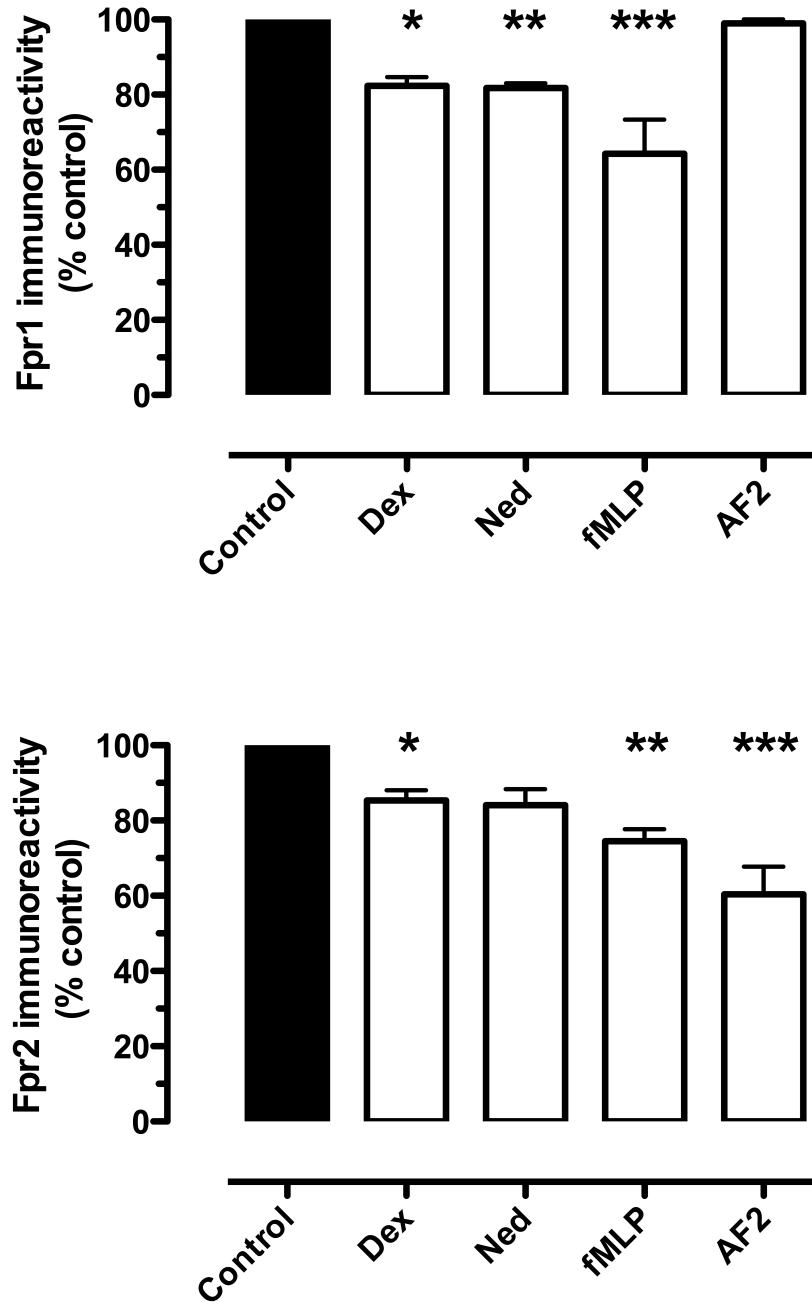 Fpr1 immunoreactivity
(% control)
100
80
60
40
20
0
* ** ***
Control Dex Ned fMLP AF2
Fpr2 immunoreactivity
(% control)
100
80
60
40
20
0
* ** ***
Control Dex Ned fMLP AF2